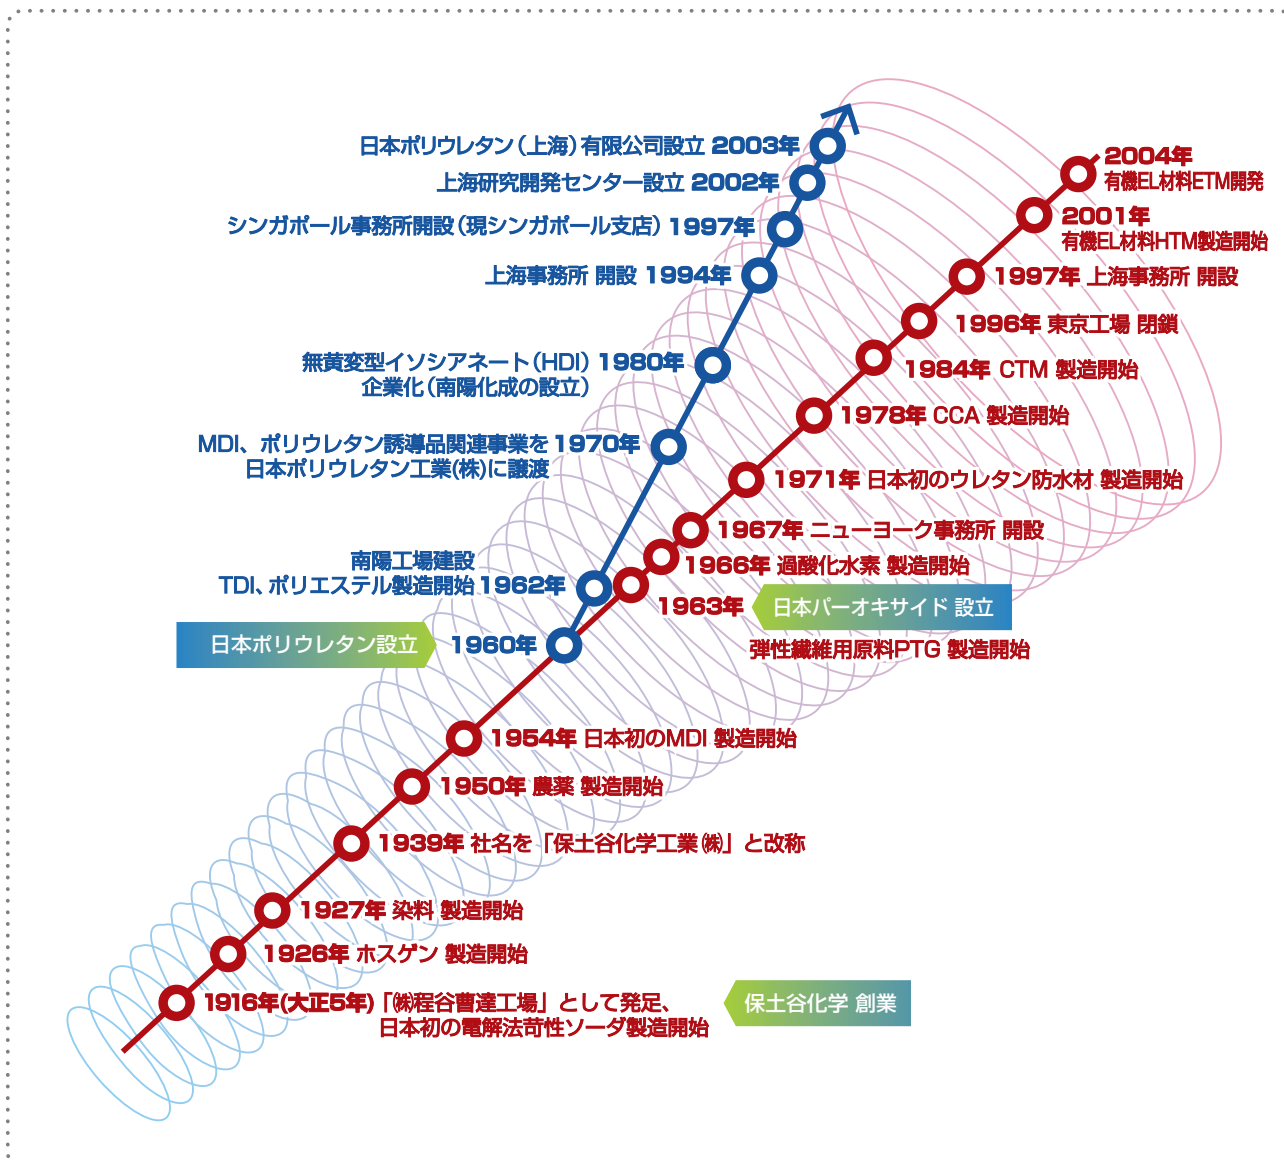 日本ポリウレタン（上海）有限公司設立 2003年
上海研究開発センター設立 2002年
シンガポール事務所開設（現シンガポール支店） 1997年
上海事務所 開設 1994年
無黄変型イソシアネート（HDI） 1980年
企業化（南陽化成の設立）
MDI、ポリウレタン誘導品関連事業を 1970年
日本ポリウレタン工業(株)に譲渡
南陽工場建設
TDI、ポリエステル製造開始 1962年
日本ポリウレタン設立 1960年
2004年
有機EL材料ETM開発
2001年
有機EL材料HTM製造開始
1997年 上海事務所 開設
1996年 東京工場 閉鎖
1984年 CTM 製造開始
1978年 CCA 製造開始
1971年 日本初のウレタン防水材 製造開始
1967年 ニューヨーク事務所 開設
1966年 過酸化水素 製造開始
1963年 日本パーオキサイド 設立
弾性繊維用原料PTG 製造開始
1954年 日本初のMDI 製造開始
1950年 農薬 製造開始
1939年 社名を「保土谷化学工業㈱」と改称
1927年 染料 製造開始
1926年 ホスゲン 製造開始
1916年(大正5年)「㈱程谷曹達工場」として発足、
日本初の電解法苛性ソーダ製造開始
保土谷化学 創業